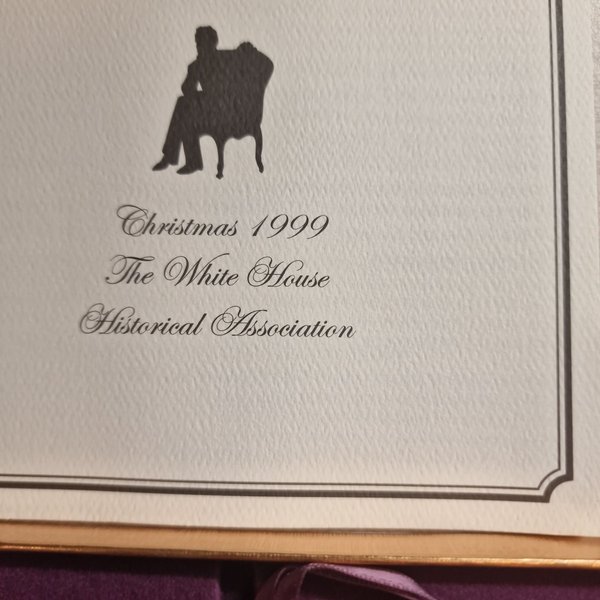 Christmas 1999
The White House
Historical Association